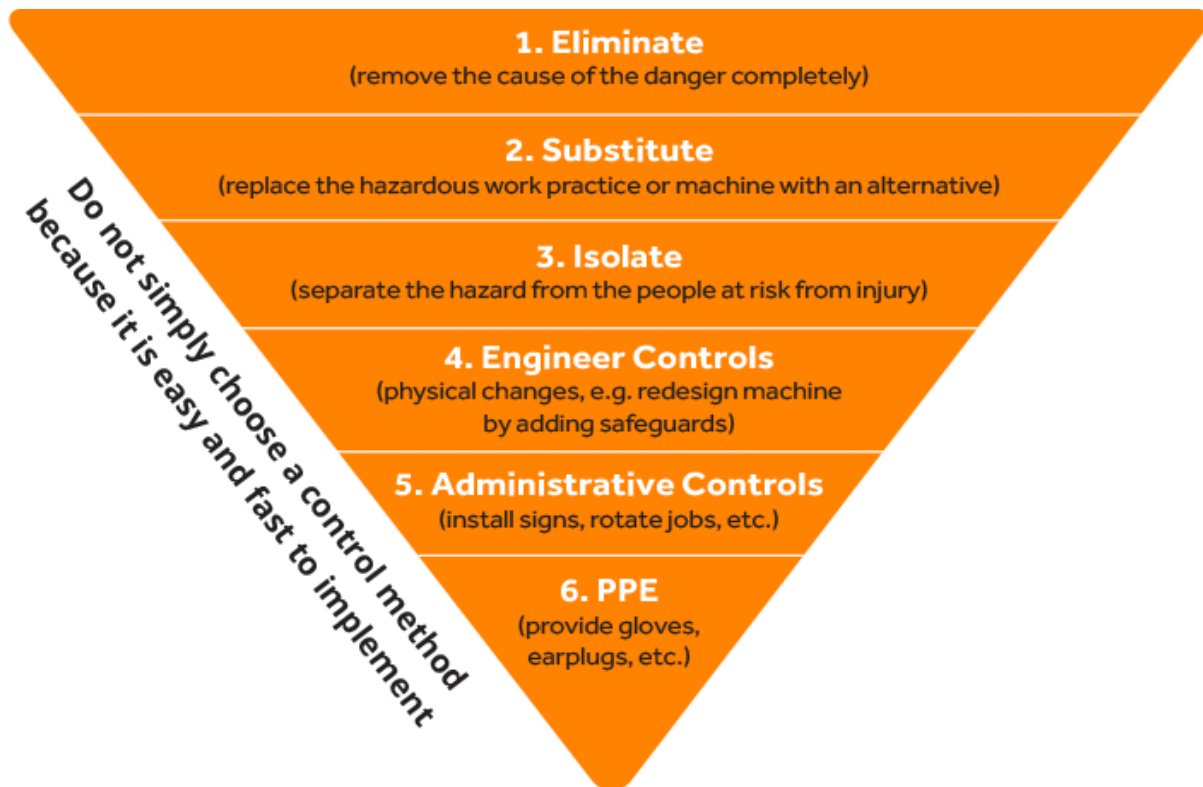 1. Eliminate
(remove the cause of the danger completely)
2. Substitute
(replace the hazardous work practice or machine with an alternative)
3. Isolate
(separate the hazard from the people at risk from injury)
4. Engineer Controls
(physical changes, e.g. redesign machine
by adding safeguards)
5. Administrative Controls
(install signs, rotate jobs, etc.)
6. PPE
(provide gloves,
earplugs, etc.)
Do not simply choose a control method
because it is easy and fast to implement